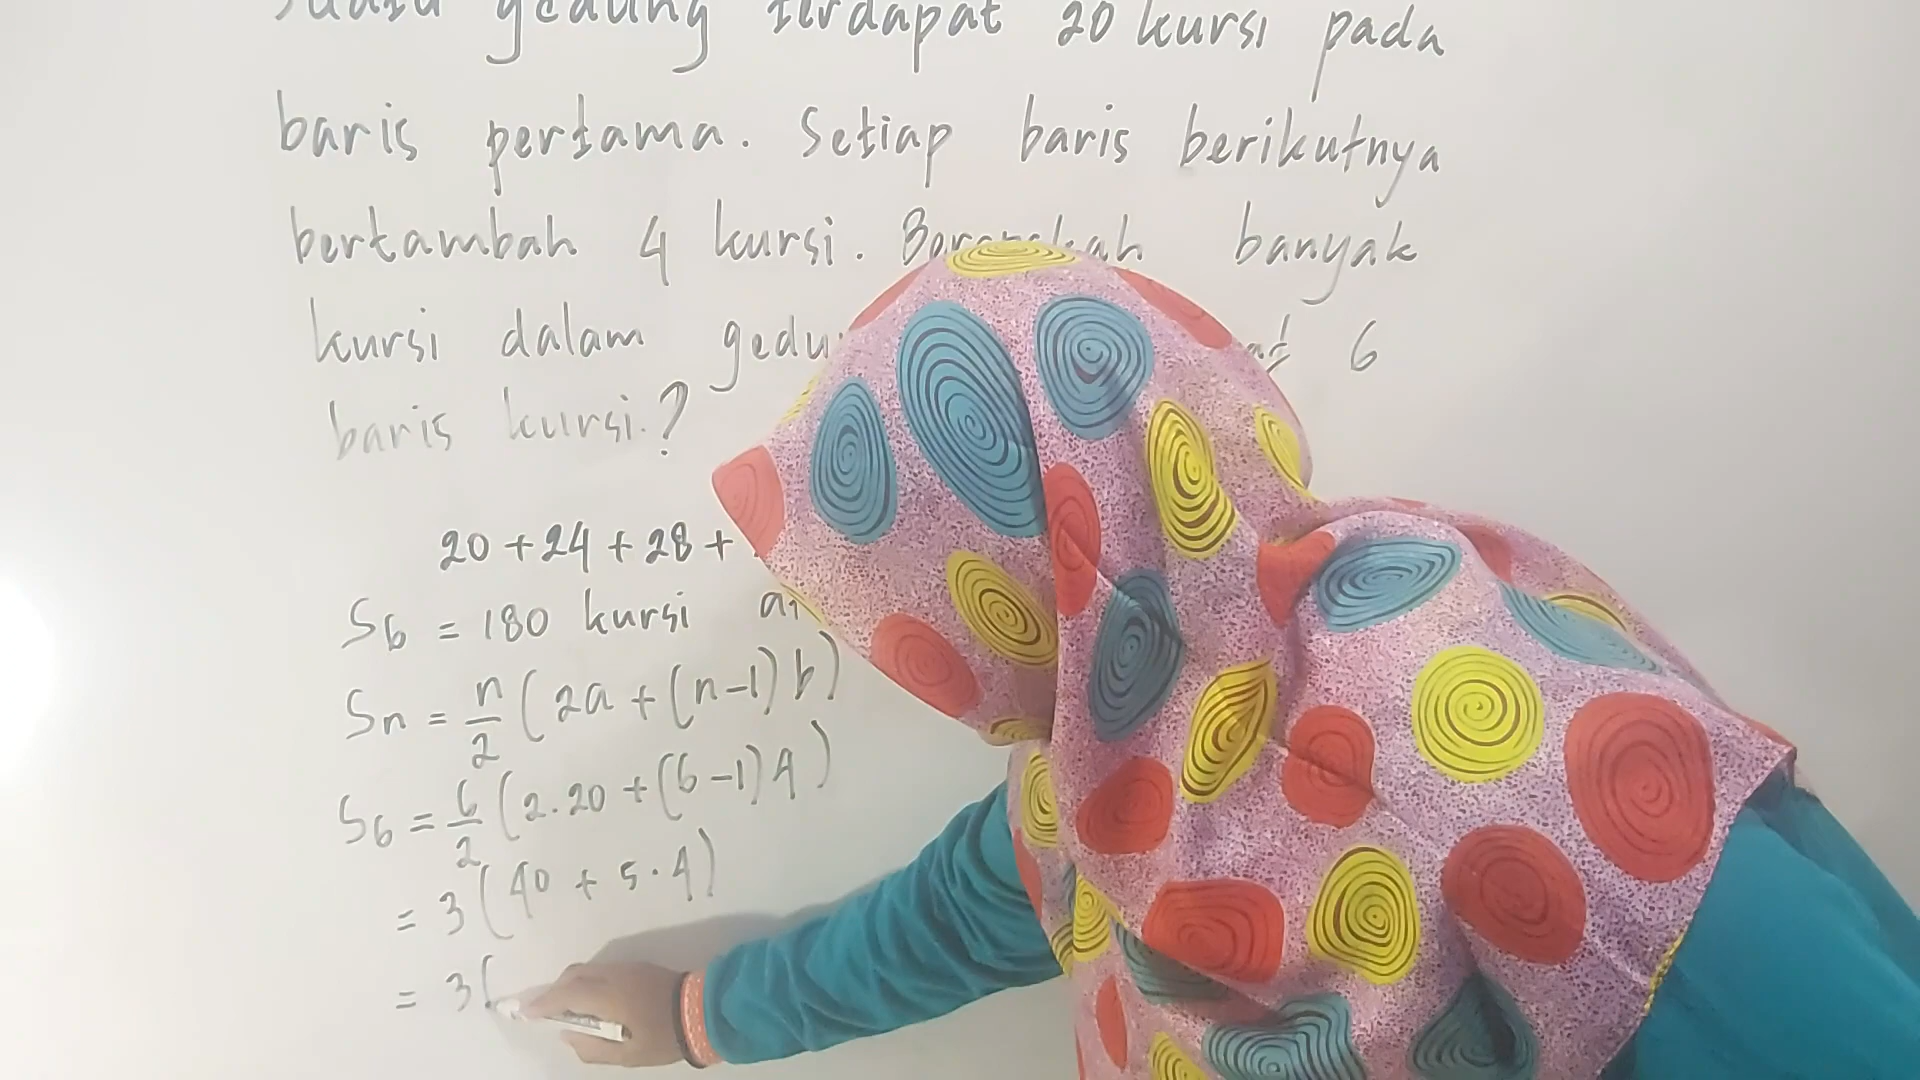 gedung terdapat 20 kursi pada
baris pertama. Setiap baris berikutnya
bertambah 4 kursi. banyak
kursi dalam 6
baris kursi.?
20 + 24 + 28 +
S6 = 180 kursi
Sn = n/2 (2a + (n-1) b)
S6 = 6/2 (2.20 + (6-1) 4)
= 3 (40 + 5.4)
= 3(